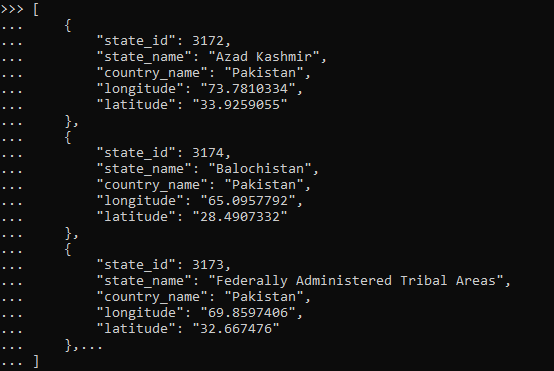 >>> [
...     {
...         "state_id": 3172,
...         "state_name": "Azad Kashmir",
...         "country_name": "Pakistan",
...         "longitude": "73.7810334",
...         "latitude": "33.9259055"
...     },
...     {
...         "state_id": 3174,
...         "state_name": "Balochistan",
...         "country_name": "Pakistan",
...         "longitude": "65.0957792",
...         "latitude": "28.4907332"
...     },
...     {
...         "state_id": 3173,
...         "state_name": "Federally Administered Tribal Areas",
...         "country_name": "Pakistan",
...         "longitude": "69.8597406",
...         "latitude": "32.667476"
...     },...
... ]